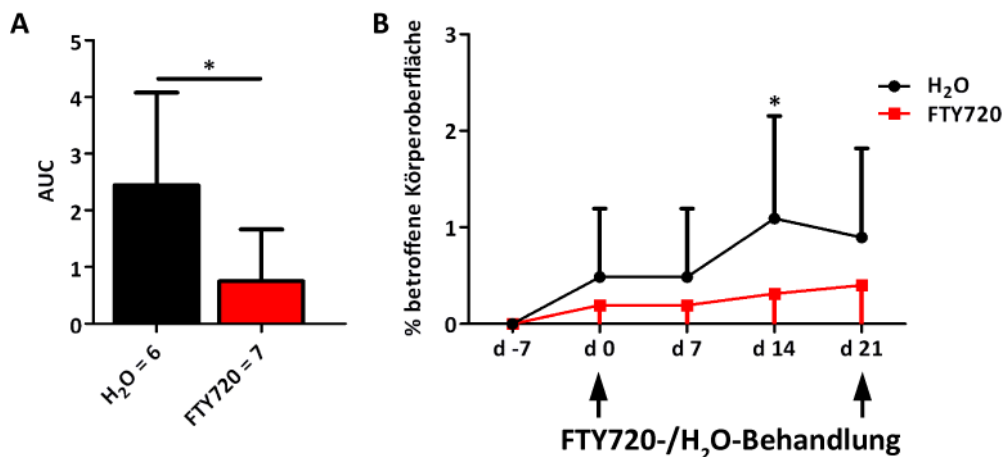 A
AUC
5
4
3
2
1
0
*
H₂O = 6
FTY720 = 7
B
% betroffene Körperoberfläche
3
2
1
0
*
H₂O
FTY720
d -7 d 0 d 7 d 14 d 21
FTY720-/H₂O-Behandlung